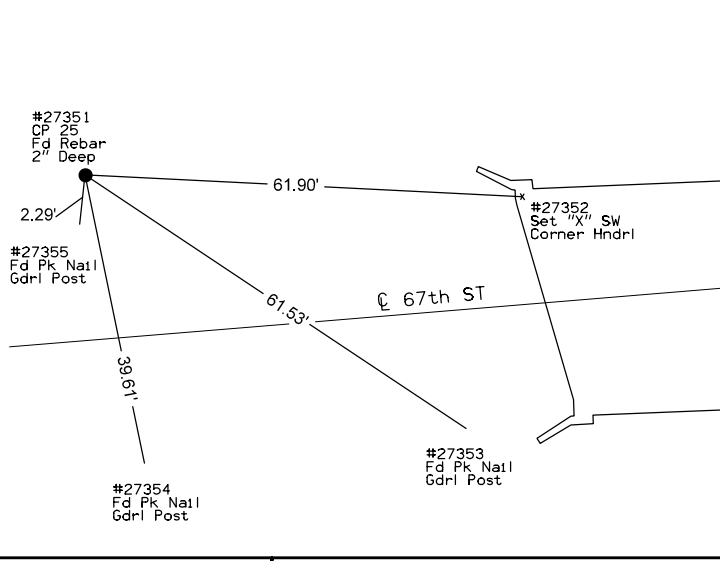 #27351
CP 25
Fd Rebar
2" Deep
61.90'
2.29'
#27352
Set "X" SW
Corner Hndrl
x
#27355
Fd Pk Nail
Gdrl Post
61.53'
℄ 67th ST
39.61'
#27353
Fd Pk Nail
Gdrl Post
#27354
Fd Pk Nail
Gdrl Post